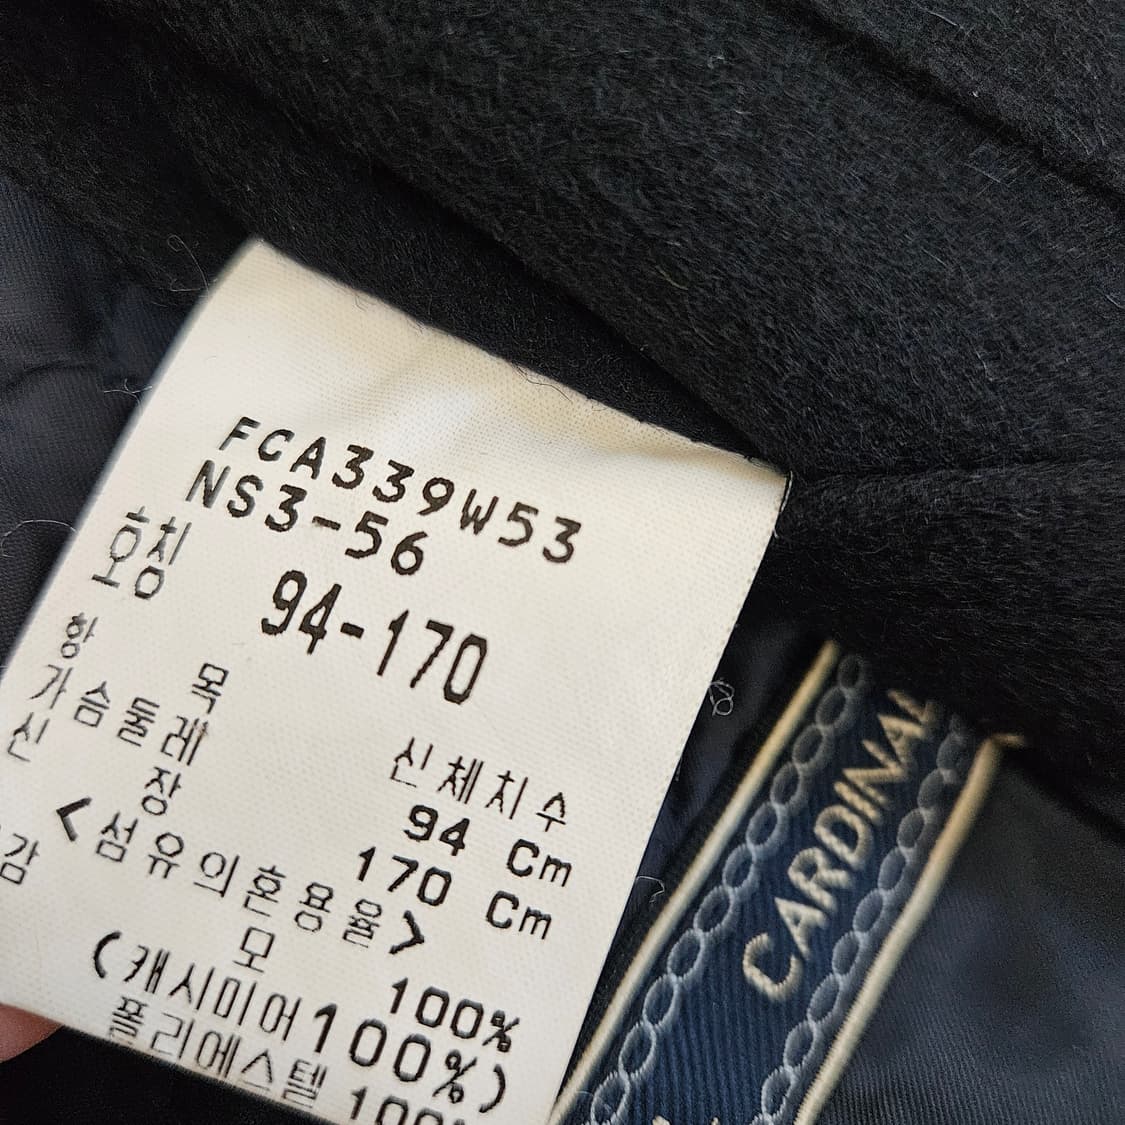 FCA339W53
NS3-56
호칭 94-170
항 목 신체치수
가슴둘레 94 Cm
신 장 170 Cm
<섬유의혼용율>
감 모 100%
(캐시미어100%)
폴리에스텔 100%
CARDINAL